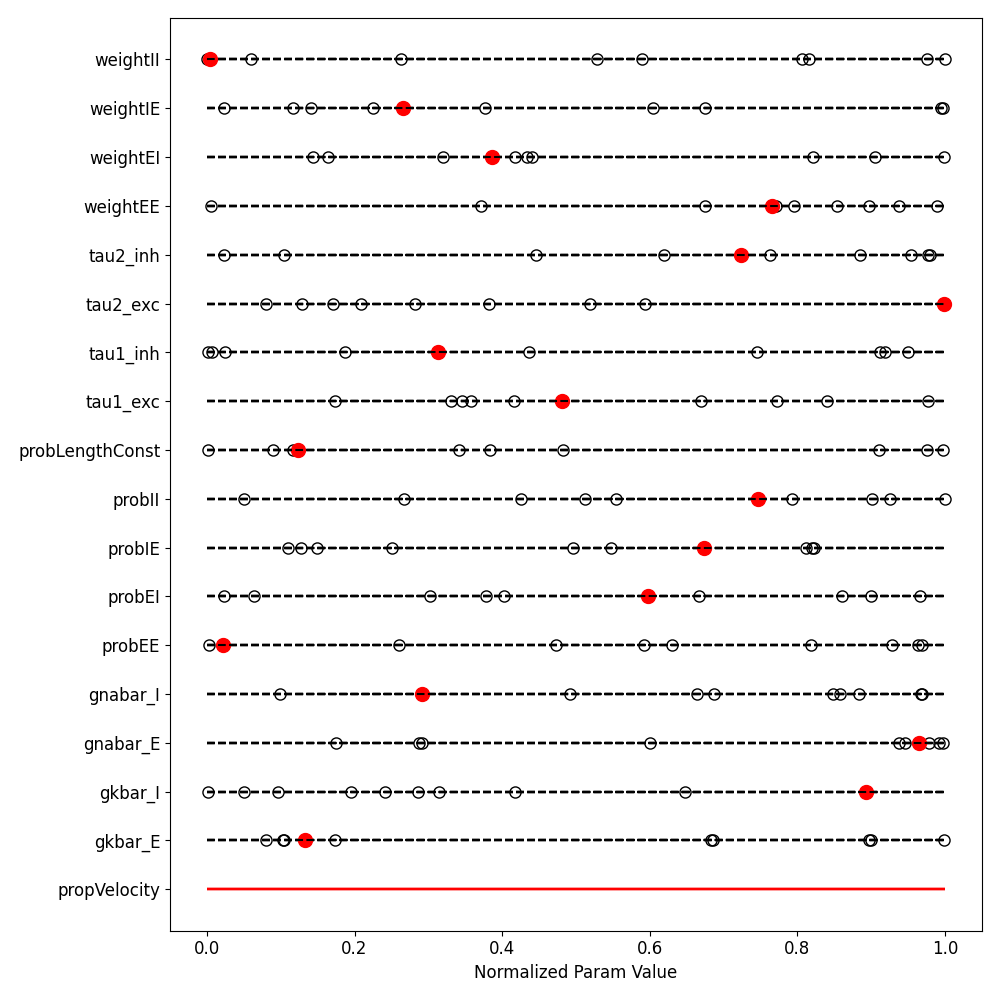 weightII
weightIE
weightEI
weightEE
tau2_inh
tau2_exc
tau1_inh
tau1_exc
probLengthConst
probII
probIE
probEI
probEE
gnabar_I
gnabar_E
gkbar_I
gkbar_E
propVelocity
0.0 0.2 0.4 0.6 0.8 1.0
Normalized Param Value